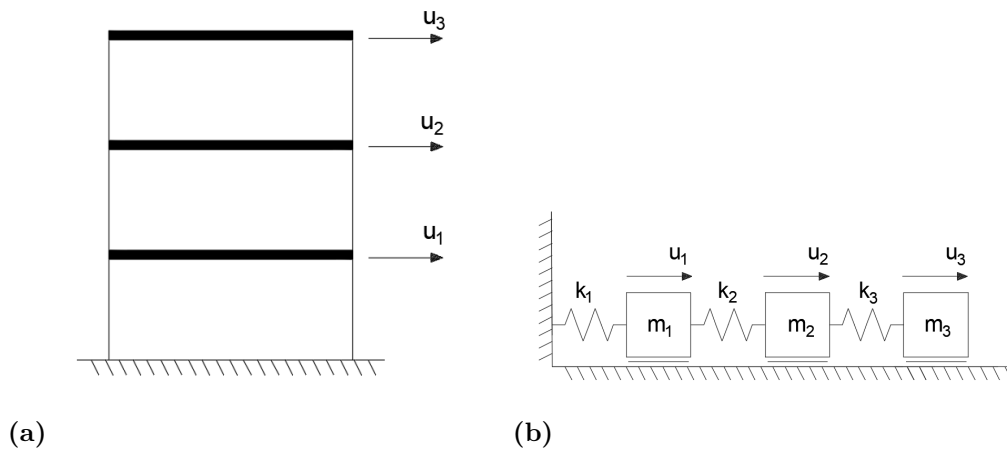 u₃
u₂
u₁
u₁ u₂ u₃
k₁ k₂ k₃
m₁ m₂ m₃
(a) (b)